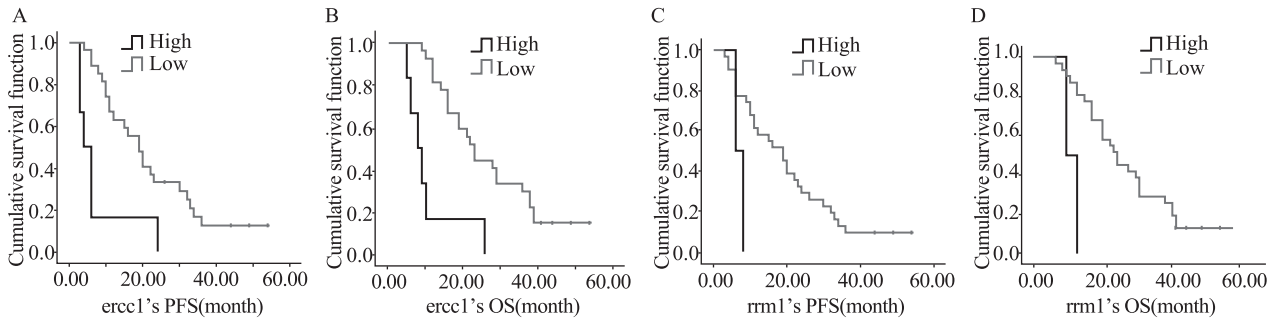 A
Cumulative survival function
1.0
0.8
0.6
0.4
0.2
0.0
High
Low
0.00 20.00 40.00 60.00
ercc1's PFS(month)
B
Cumulative survival function
1.0
0.8
0.6
0.4
0.2
0.0
High
Low
0.00 20.00 40.00 60.00
ercc1's OS(month)
C
Cumulative survival function
1.0
0.8
0.6
0.4
0.2
0.0
High
Low
0.00 20.00 40.00 60.00
rrm1's PFS(month)
D
Cumulative survival function
1.0
0.8
0.6
0.4
0.2
0.0
High
Low
0.00 20.00 40.00 60.00
rrm1's OS(month)